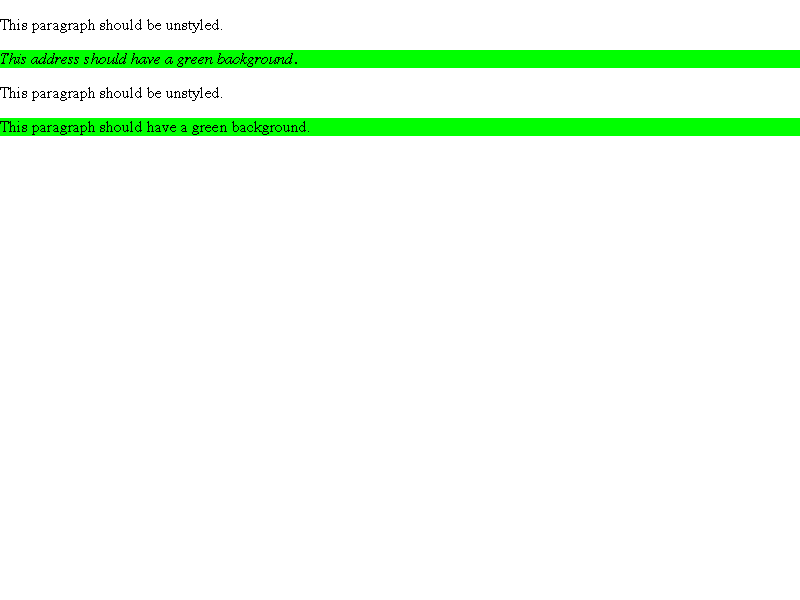 This paragraph should be unstyled.
This address should have a green background.
This paragraph should be unstyled.
This paragraph should have a green background.